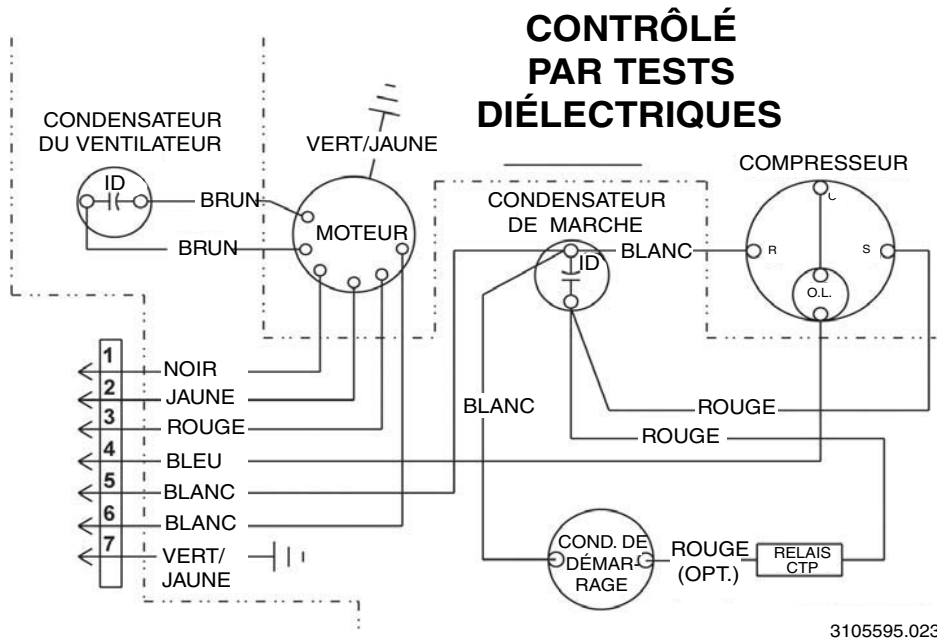 CONTRÔLÉ
PAR TESTS
DIÉLECTRIQUES
CONDENSATEUR
DU VENTILATEUR
ID
BRUN
BRUN
VERT/JAUNE
MOTEUR
CONDENSATEUR
DE MARCHE
ID
BLANC
COMPRESSEUR
C
R
S
O.L.
1
NOIR
2
JAUNE
3
ROUGE
4
BLEU
5
BLANC
6
BLANC
7
VERT/
JAUNE
BLANC
ROUGE
ROUGE
COND. DE
DÉMAR-
RAGE
ROUGE
(OPT.)
RELAIS
CTP
3105595.023